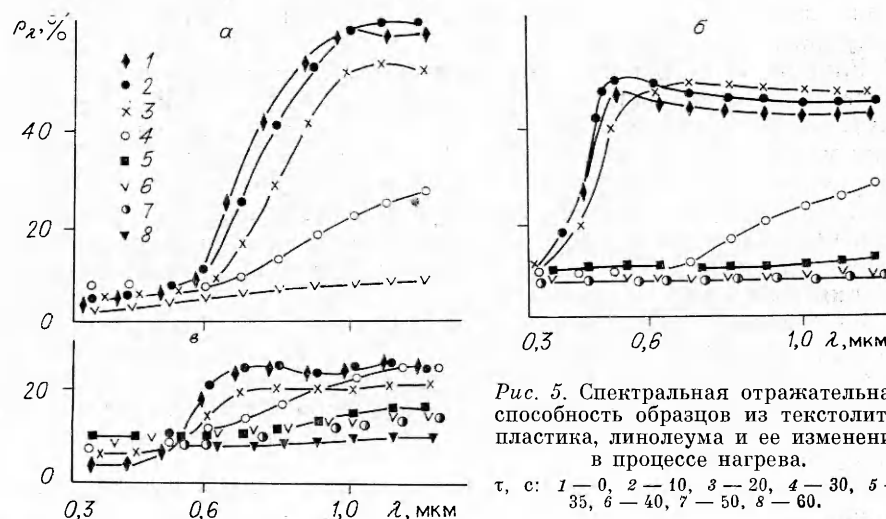 ρλ, %
а
1
2
3
4
5
6
7
8
40
20
0
0,6
1,0
б
0,3
0,6
1,0 λ, мкм
в
20
0
0,3
0,6
1,0 λ, мкм
Рис. 5. Спектральная отражательна
способность образцов из текстолит
пластика, линолеума и ее изменени
в процессе нагрева.
τ, с: 1 — 0, 2 — 10, 3 — 20, 4 — 30, 5 —
35, 6 — 40, 7 — 50, 8 — 60.